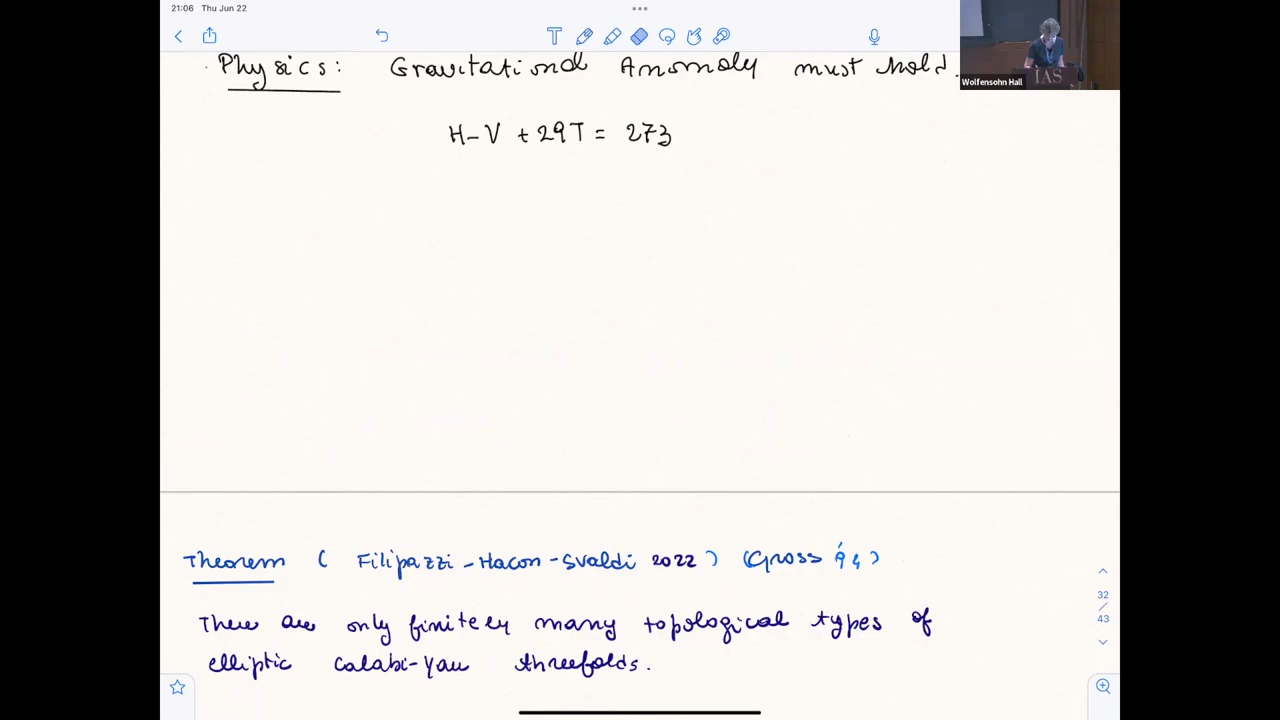 21:06 Thu Jun 22
Physics: Gravitational Anomaly must hold.
IAS
Wolfensohn Hall
H-V + 29T = 273
Theorem ( Filipazzi-Hacon-Svaldi 2022 ) (Gross '94)
There are only finitely many topological types of
elliptic Calabi-Yau threefolds.
32
/
43